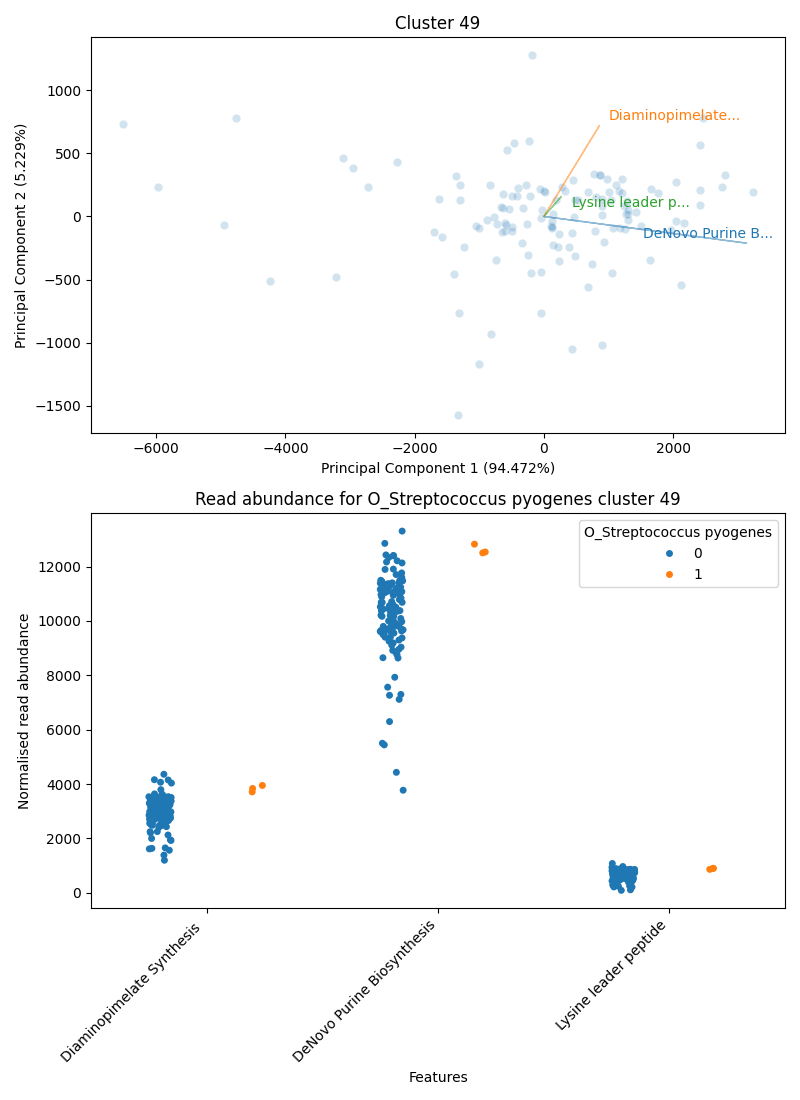 Cluster 49
Principal Component 2 (5.229%)
1000
500
0
−500
−1000
−1500
Diaminopimelate...
Lysine leader p...
DeNovo Purine B...
−6000 −4000 −2000 0 2000
Principal Component 1 (94.472%)
Read abundance for O_Streptococcus pyogenes cluster 49
Normalised read abundance
12000
10000
8000
6000
4000
2000
0
O_Streptococcus pyogenes
0
1
Diaminopimelate Synthesis
DeNovo Purine Biosynthesis
Lysine leader peptide
Features